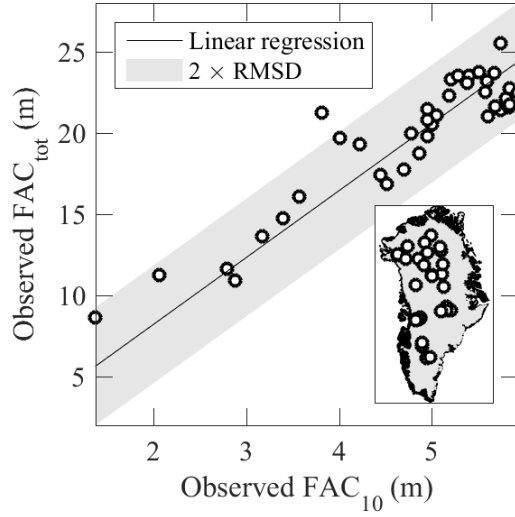 Linear regression
2 × RMSD
25
20
15
10
5
Observed FAC_tot (m)
2 3 4 5
Observed FAC_10 (m)